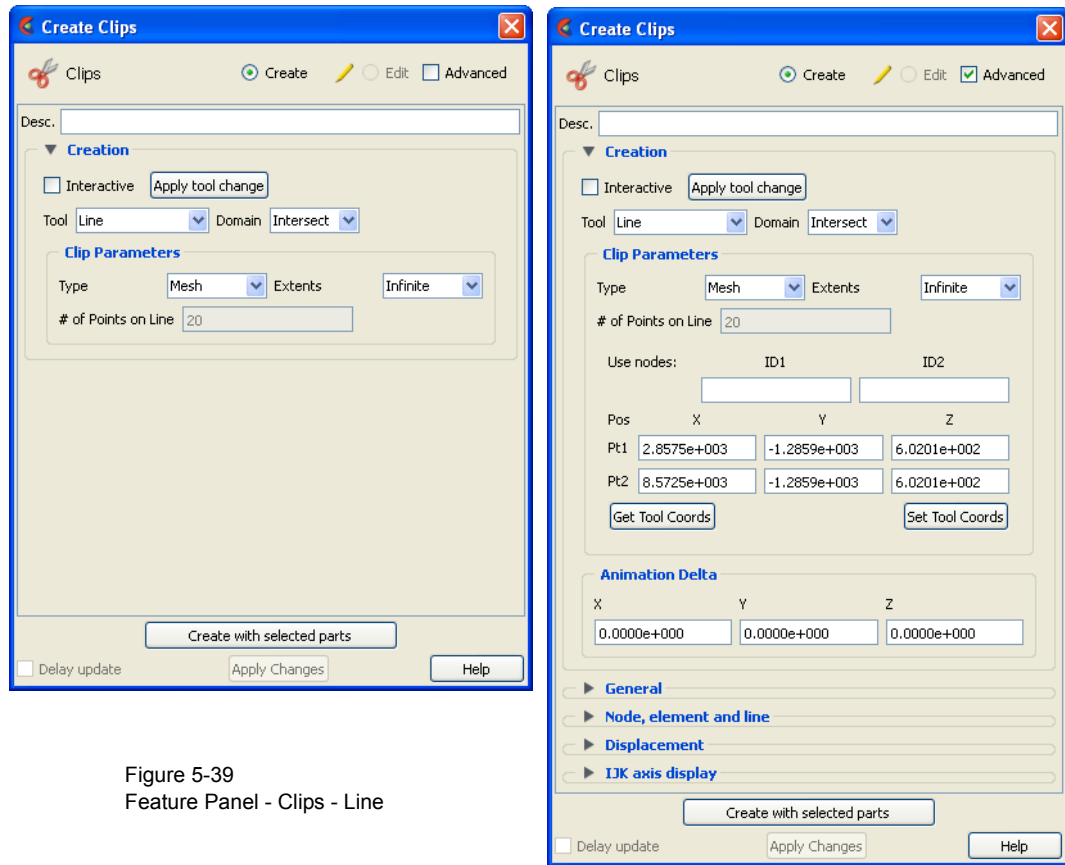 Create Clips
Clips Create Edit Advanced
Desc.
Creation
Interactive Apply tool change
Tool Line Domain Intersect
Clip Parameters
Type Mesh Extents Infinite
# of Points on Line 20
Create with selected parts
Delay update Apply Changes Help
Figure 5-39
Feature Panel - Clips - Line
Create Clips
Clips Create Edit Advanced
Desc.
Creation
Interactive Apply tool change
Tool Line Domain Intersect
Clip Parameters
Type Mesh Extents Infinite
# of Points on Line 20
Use nodes: ID1 ID2
Pos X Y Z
Pt1 2.8575e+003 -1.2859e+003 6.0201e+002
Pt2 8.5725e+003 -1.2859e+003 6.0201e+002
Get Tool Coords Set Tool Coords
Animation Delta
X Y Z
0.0000e+000 0.0000e+000 0.0000e+000
General
Node, element and line
Displacement
IJK axis display
Create with selected parts
Delay update Apply Changes Help